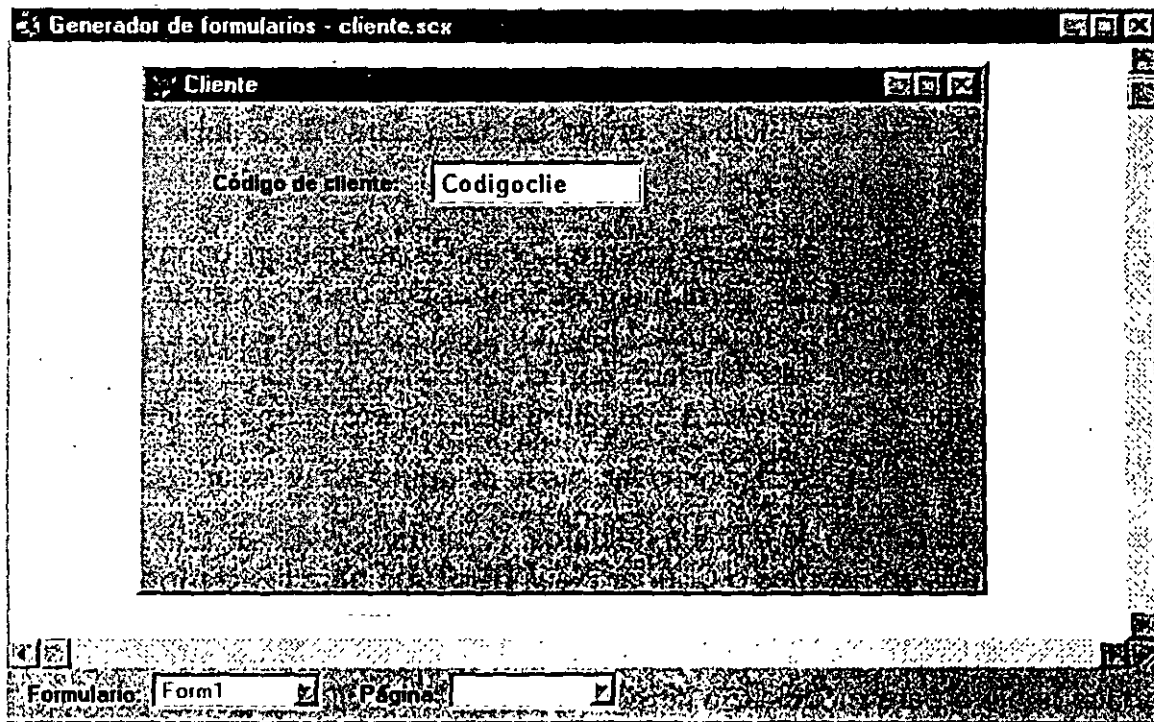 Generador de formularios - cliente.scx
Cliente
Código de cliente: Codigoclie
Formulario: Form1 Página: